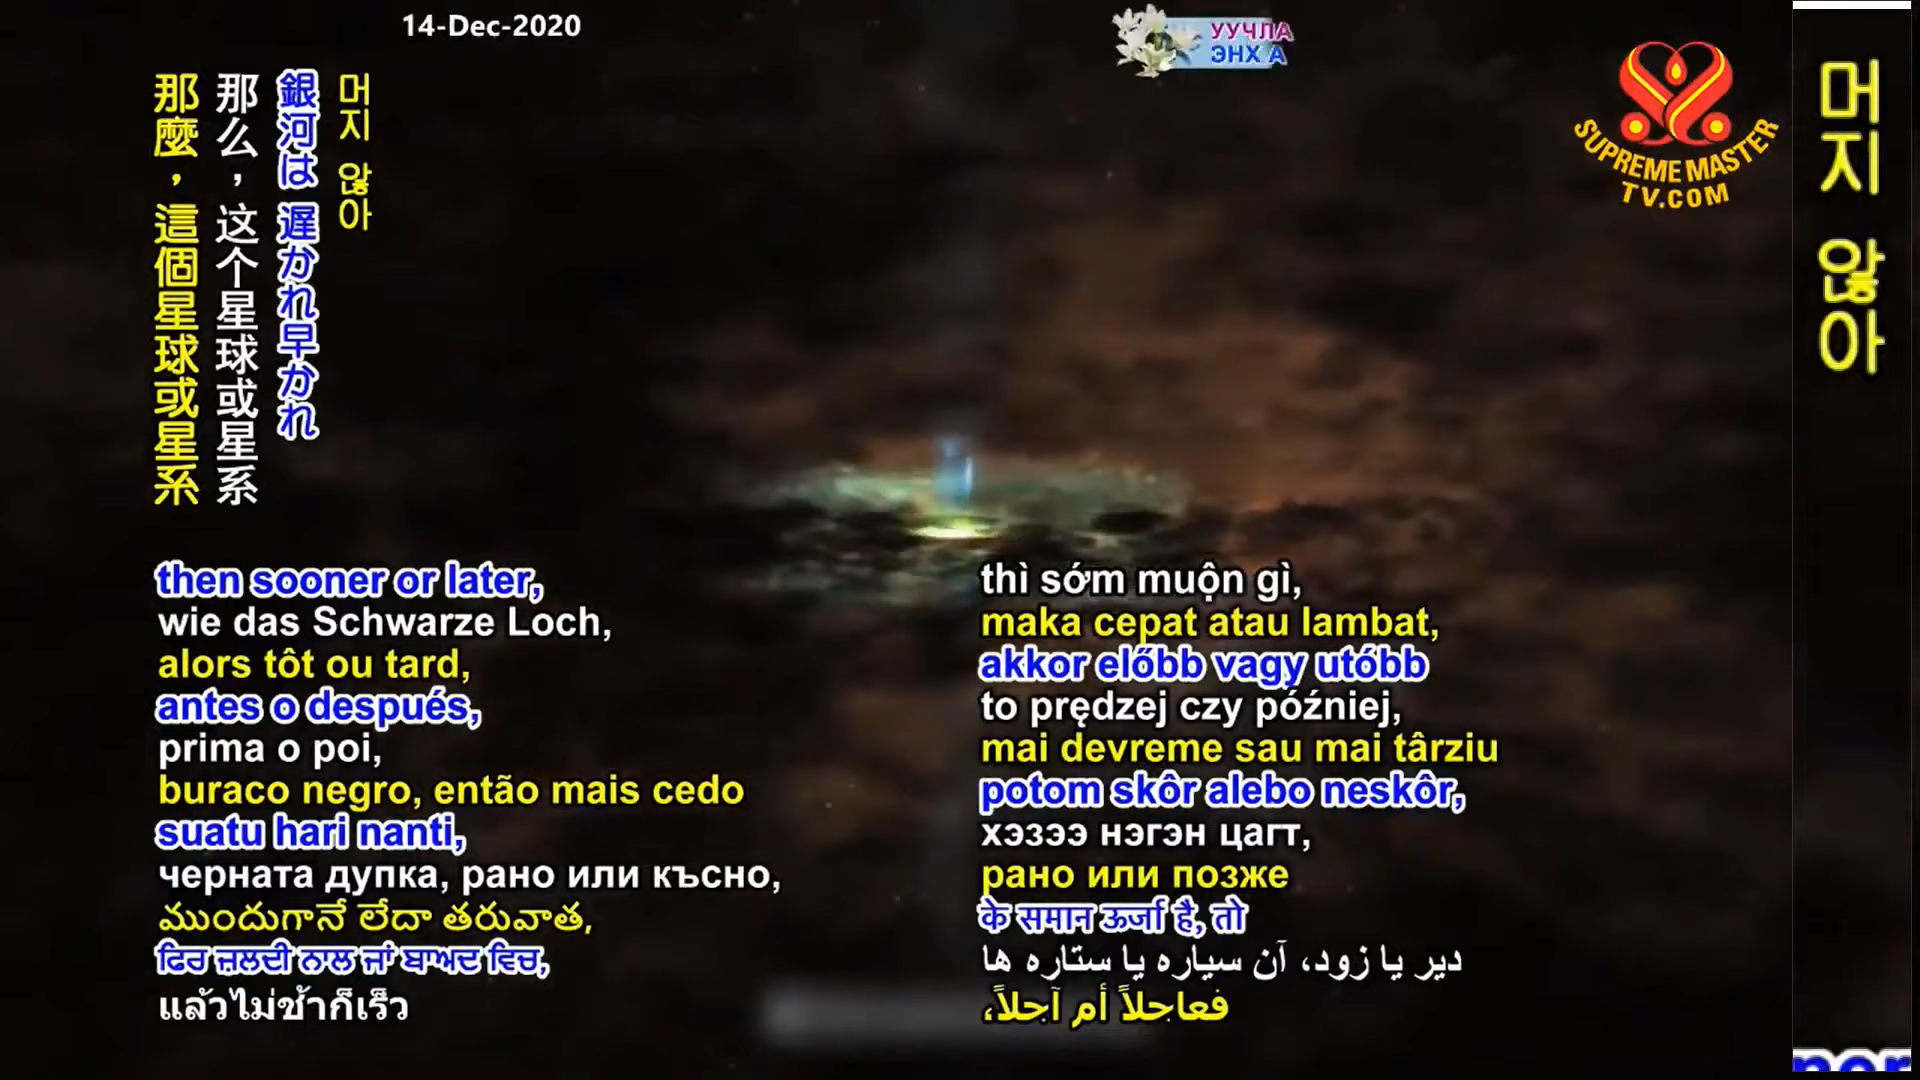 14-Dec-2020
УУЧЛА
ЭНХ А
SUPREME MASTER
TV.COM
머지 않아
銀河は 遅かれ早かれ
那么，这个星球或星系
那麼，這個星球或星系
then sooner or later,
wie das Schwarze Loch,
alors tôt ou tard,
antes o después,
prima o poi,
buraco negro, então mais cedo
suatu hari nanti,
черната дупка, рано или късно,
ముందుగానే లేదా తరువాత,
ਫਿਰ ਜ਼ਲਦੀ ਨਾਲ ਜਾਂ ਬਾਅਦ ਵਿਚ,
แล้วไม่ช้าก็เร็ว
thì sớm muộn gì,
maka cepat atau lambat,
akkor előbb vagy utóbb
to prędzej czy później,
mai devreme sau mai târziu
potom skôr alebo neskôr,
хэзээ нэгэн цагт,
рано или позже
के समान ऊर्जा है, तो
دیر یا زود، آن سیاره یا ستاره ها
فعاجلاً أم آجلاً،
머지 않아